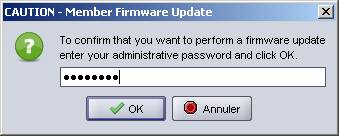 CAUTION - Member Firmware Update
To confirm that you want to perform a firmware update
enter your administrative password and click OK.
●●●●●●●●
OK
Annuler